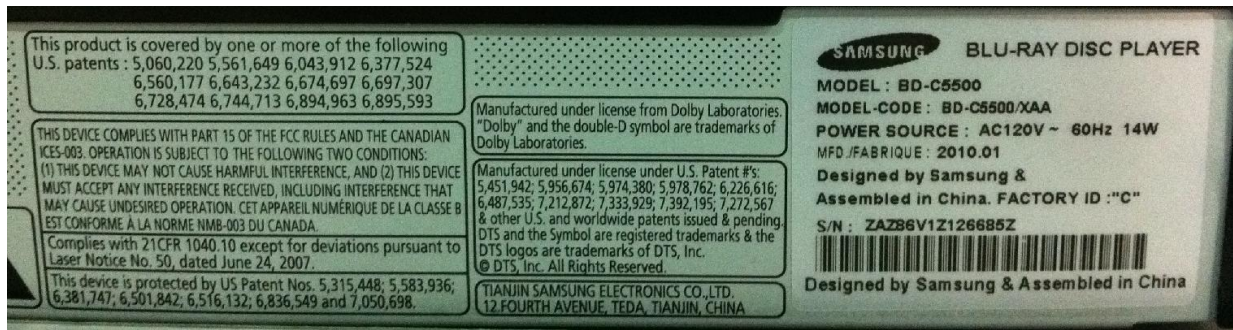 This product is covered by one or more of the following
U.S. patents : 5,060,220 5,561,649 6,043,912 6,377,524
6,560,177 6,643,232 6,674,697 6,697,307
6,728,474 6,744,713 6,894,963 6,895,593
THIS DEVICE COMPLIES WITH PART 15 OF THE FCC RULES AND THE CANADIAN
ICES-003. OPERATION IS SUBJECT TO THE FOLLOWING TWO CONDITIONS:
(1) THIS DEVICE MAY NOT CAUSE HARMFUL INTERFERENCE, AND (2) THIS DEVICE
MUST ACCEPT ANY INTERFERENCE RECEIVED, INCLUDING INTERFERENCE THAT
MAY CAUSE UNDESIRED OPERATION. CET APPAREIL NUMÉRIQUE DE LA CLASSE B
EST CONFORME À LA NORME NMB-003 DU CANADA.
Complies with 21CFR 1040.10 except for deviations pursuant to
Laser Notice No. 50, dated June 24, 2007.
This device is protected by US Patent Nos. 5,315,448; 5,583,936;
6,381,747; 6,501,842; 6,516,132; 6,836,549 and 7,050,698.
Manufactured under license from Dolby Laboratories.
"Dolby" and the double-D symbol are trademarks of
Dolby Laboratories.
Manufactured under license under U.S. Patent #'s:
5,451,942; 5,956,674; 5,974,380; 5,978,762; 6,226,616;
6,487,535; 7,212,872; 7,333,929; 7,392,195; 7,272,567
& other U.S. and worldwide patents issued & pending.
DTS and the Symbol are registered trademarks & the
DTS logos are trademarks of DTS, Inc.
© DTS, Inc. All Rights Reserved.
TIANJIN SAMSUNG ELECTRONICS CO.,LTD.
12.FOURTH AVENUE, TEDA, TIANJIN, CHINA
SAMSUNG BLU-RAY DISC PLAYER
MODEL : BD-C5500
MODEL-CODE : BD-C5500/XAA
POWER SOURCE : AC120V ~ 60Hz 14W
MFD./FABRIQUE : 2010.01
Designed by Samsung &
Assembled in China. FACTORY ID :"C"
S/N : ZAZ86V1Z126685Z
Designed by Samsung & Assembled in China